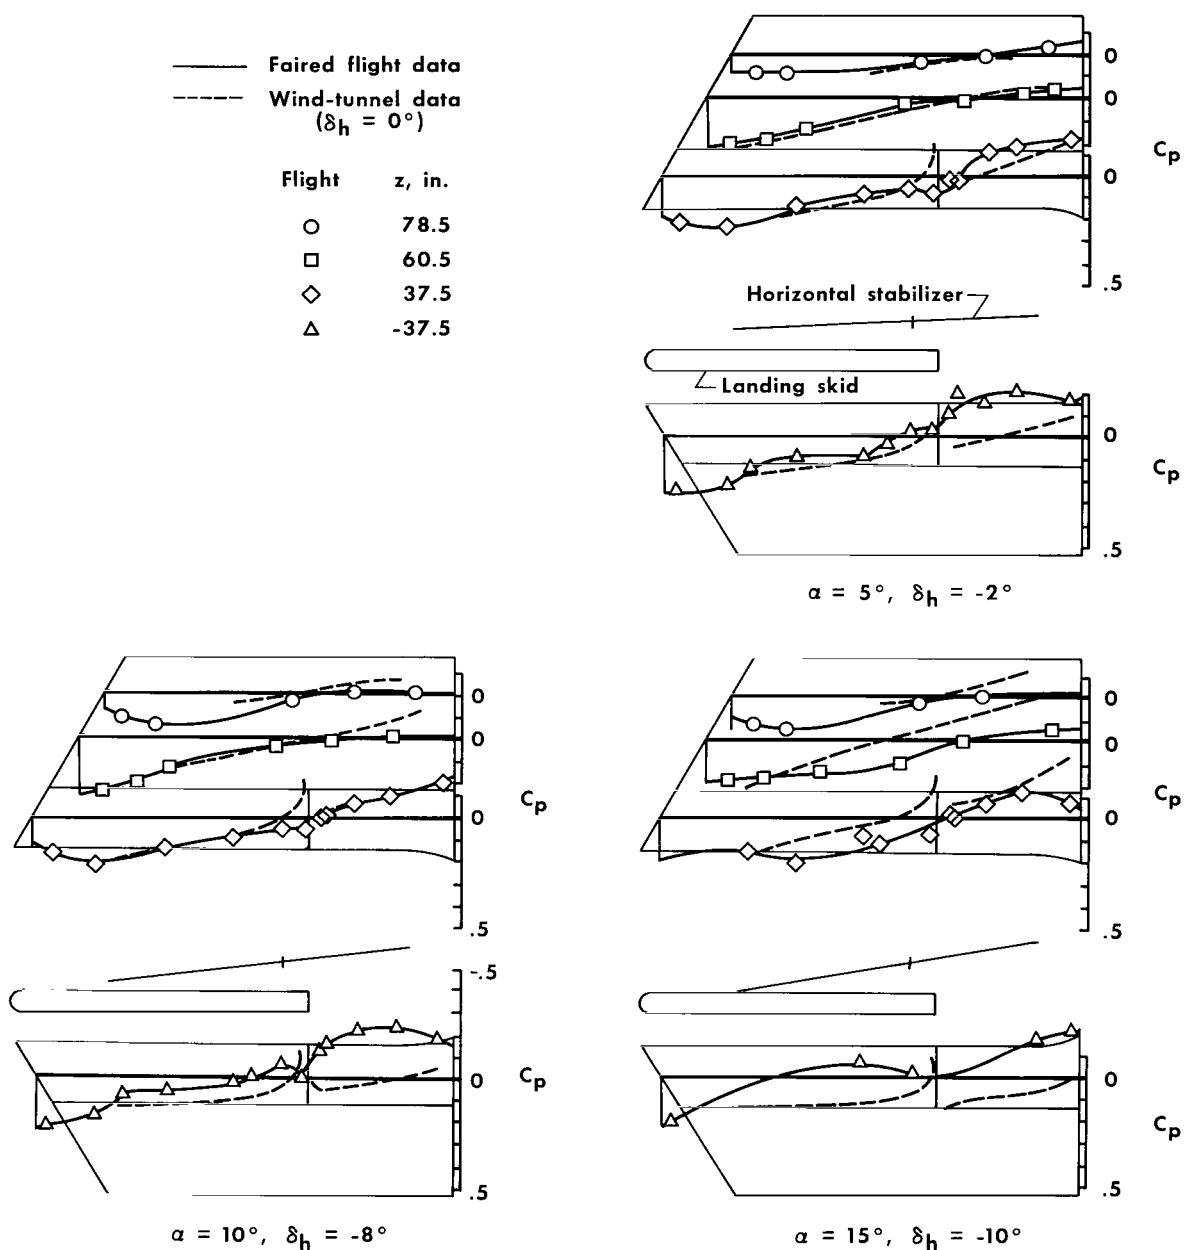 Faired flight data
Wind-tunnel data
(δh = 0°)
Flight z, in.
78.5
60.5
37.5
-37.5
0
0
Cp
0
.5
Horizontal stabilizer
Landing skid
0
Cp
.5
α = 5°, δh = -2°
0
0
Cp
0
.5
-.5
0
Cp
.5
α = 10°, δh = -8°
0
0
Cp
0
.5
0
Cp
.5
α = 15°, δh = -10°